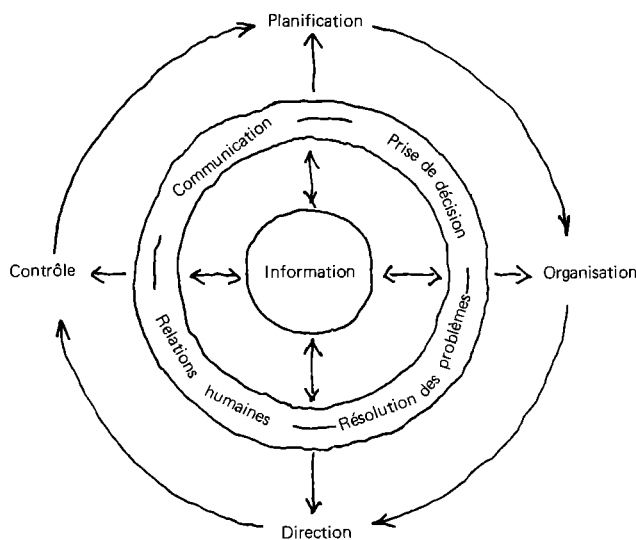 Planification
Communication
Prise de décision
Contrôle
Information
Organisation
Relations humaines
Résolution des problèmes
Direction